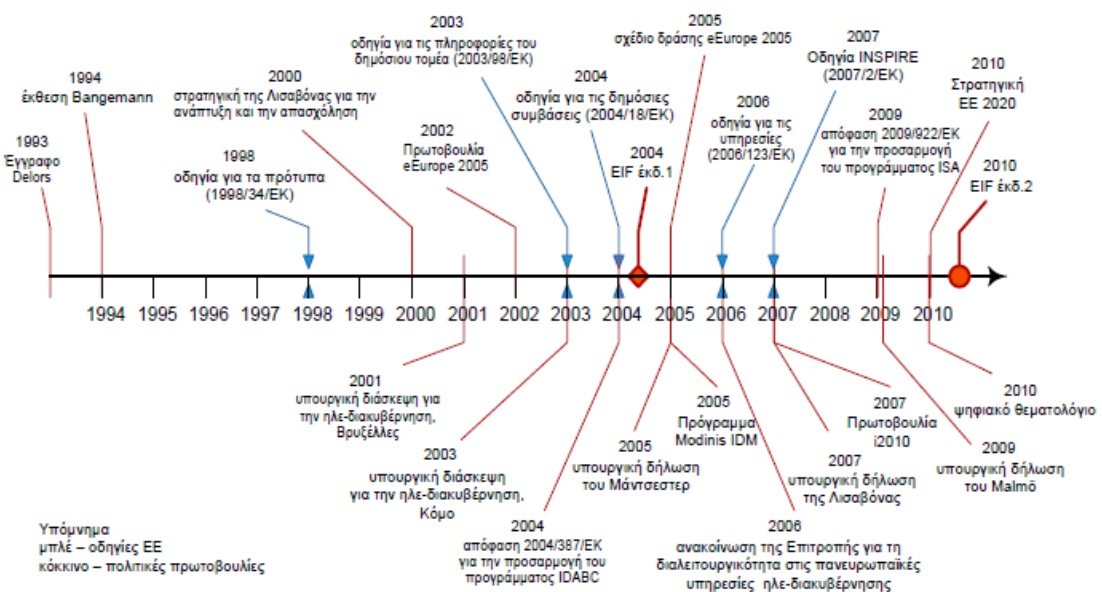 1993
Έγγραφο
Delors
1994
έκθεση Bangemann
1998
οδηγία για τα πρότυπα
(1998/34/ΕΚ)
2000
στρατηγική της Λισαβόνας για την
ανάπτυξη και την απασχόληση
2002
Πρωτοβουλία
eEurope 2005
2003
οδηγία για τις πληροφορίες του
δημόσιου τομέα (2003/98/ΕΚ)
2004
οδηγία για τις δημόσιες
συμβάσεις (2004/18/ΕΚ)
2004
EIF έκδ.1
2005
σχέδιο δράσης eEurope 2005
2006
οδηγία για τις
υπηρεσίες
(2006/123/ΕΚ)
2007
Οδηγία INSPIRE
(2007/2/ΕΚ)
2009
απόφαση 2009/922/ΕΚ
για την προσαρμογή
του προγράμματος ISA
2010
Στρατηγική
ΕΕ 2020
2010
EIF έκδ.2
1994 1995 1996 1997 1998 1999 2000 2001 2002 2003 2004 2005 2006 2007 2008 2009 2010
2001
υπουργική διάσκεψη για
την ηλε-διακυβέρνηση,
Βρυξέλλες
2003
υπουργική διάσκεψη
για την ηλε-διακυβέρνηση,
Κόμο
2004
απόφαση 2004/387/ΕΚ
για την προσαρμογή του
προγράμματος IDABC
2005
υπουργική δήλωση
του Μάντσεστερ
2005
Πρόγραμμα
Modinis IDM
2006
ανακοίνωση της Επιτροπής για τη
διαλειτουργικότητα στις πανευρωπαϊκές
υπηρεσίες ηλε-διακυβέρνησης
2007
υπουργική δήλωση
της Λισαβόνας
2007
Πρωτοβουλία
i2010
2009
υπουργική δήλωση
του Malmö
2010
ψηφιακό θεματολόγιο
Υπόμνημα
μπλέ – οδηγίες ΕΕ
κόκκινο – πολιτικές πρωτοβουλίες